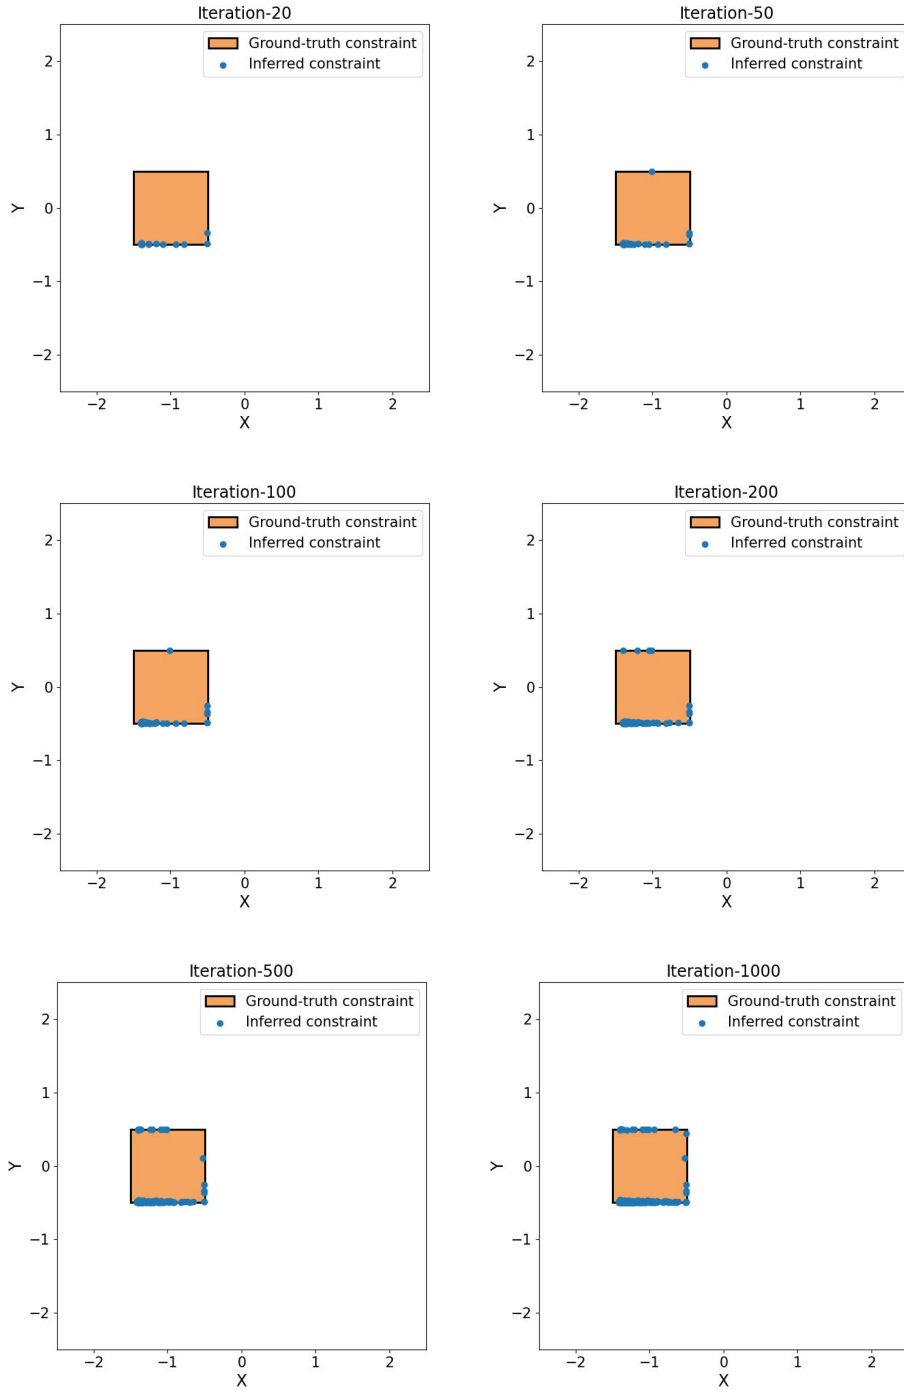 Iteration-20
Ground-truth constraint
Inferred constraint
2
1
0
−1
−2
Y
−2 −1 0 1 2
X
Iteration-50
Ground-truth constraint
Inferred constraint
2
1
0
−1
−2
Y
−2 −1 0 1 2
X
Iteration-100
Ground-truth constraint
Inferred constraint
2
1
0
−1
−2
Y
−2 −1 0 1 2
X
Iteration-200
Ground-truth constraint
Inferred constraint
2
1
0
−1
−2
Y
−2 −1 0 1 2
X
Iteration-500
Ground-truth constraint
Inferred constraint
2
1
0
−1
−2
Y
−2 −1 0 1 2
X
Iteration-1000
Ground-truth constraint
Inferred constraint
2
1
0
−1
−2
Y
−2 −1 0 1 2
X